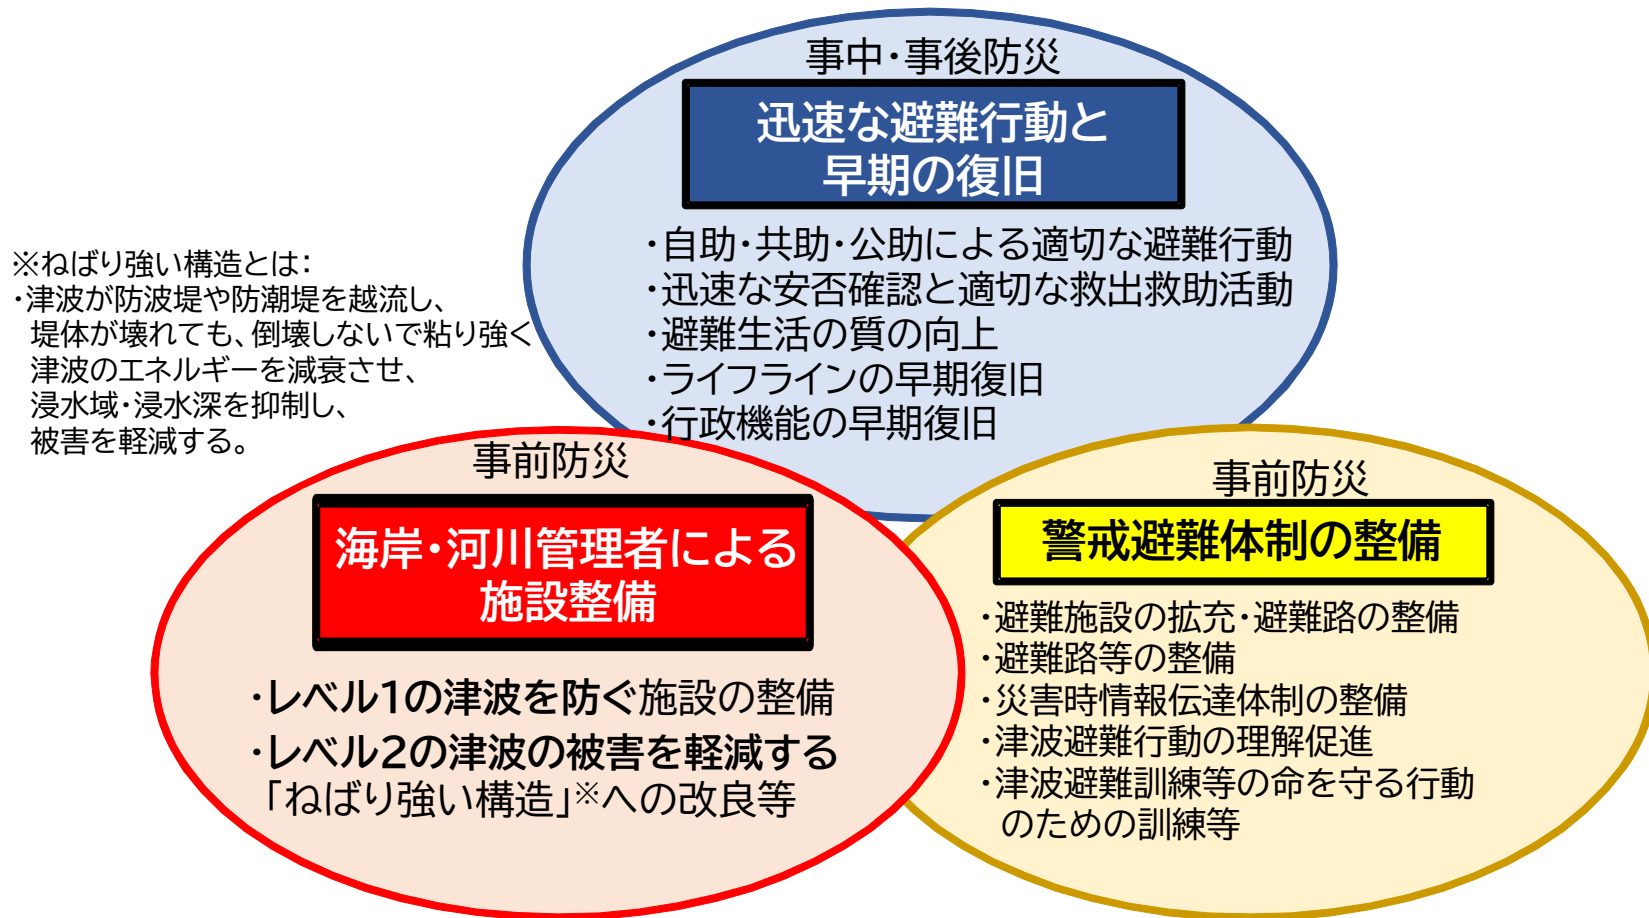 事中・事後防災
迅速な避難行動と
早期の復旧
・自助・共助・公助による適切な避難行動
・迅速な安否確認と適切な救出救助活動
・避難生活の質の向上
・ライフラインの早期復旧
・行政機能の早期復旧
※ねばり強い構造とは：
・津波が防波堤や防潮堤を越流し、
堤体が壊れても、倒壊しないで粘り強く
津波のエネルギーを減衰させ、
浸水域・浸水深を抑制し、
被害を軽減する。
事前防災
海岸・河川管理者による
施設整備
・レベル1の津波を防ぐ施設の整備
・レベル2の津波の被害を軽減する
「ねばり強い構造」※への改良等
事前防災
警戒避難体制の整備
・避難施設の拡充・避難路の整備
・避難路等の整備
・災害時情報伝達体制の整備
・津波避難行動の理解促進
・津波避難訓練等の命を守る行動
のための訓練等